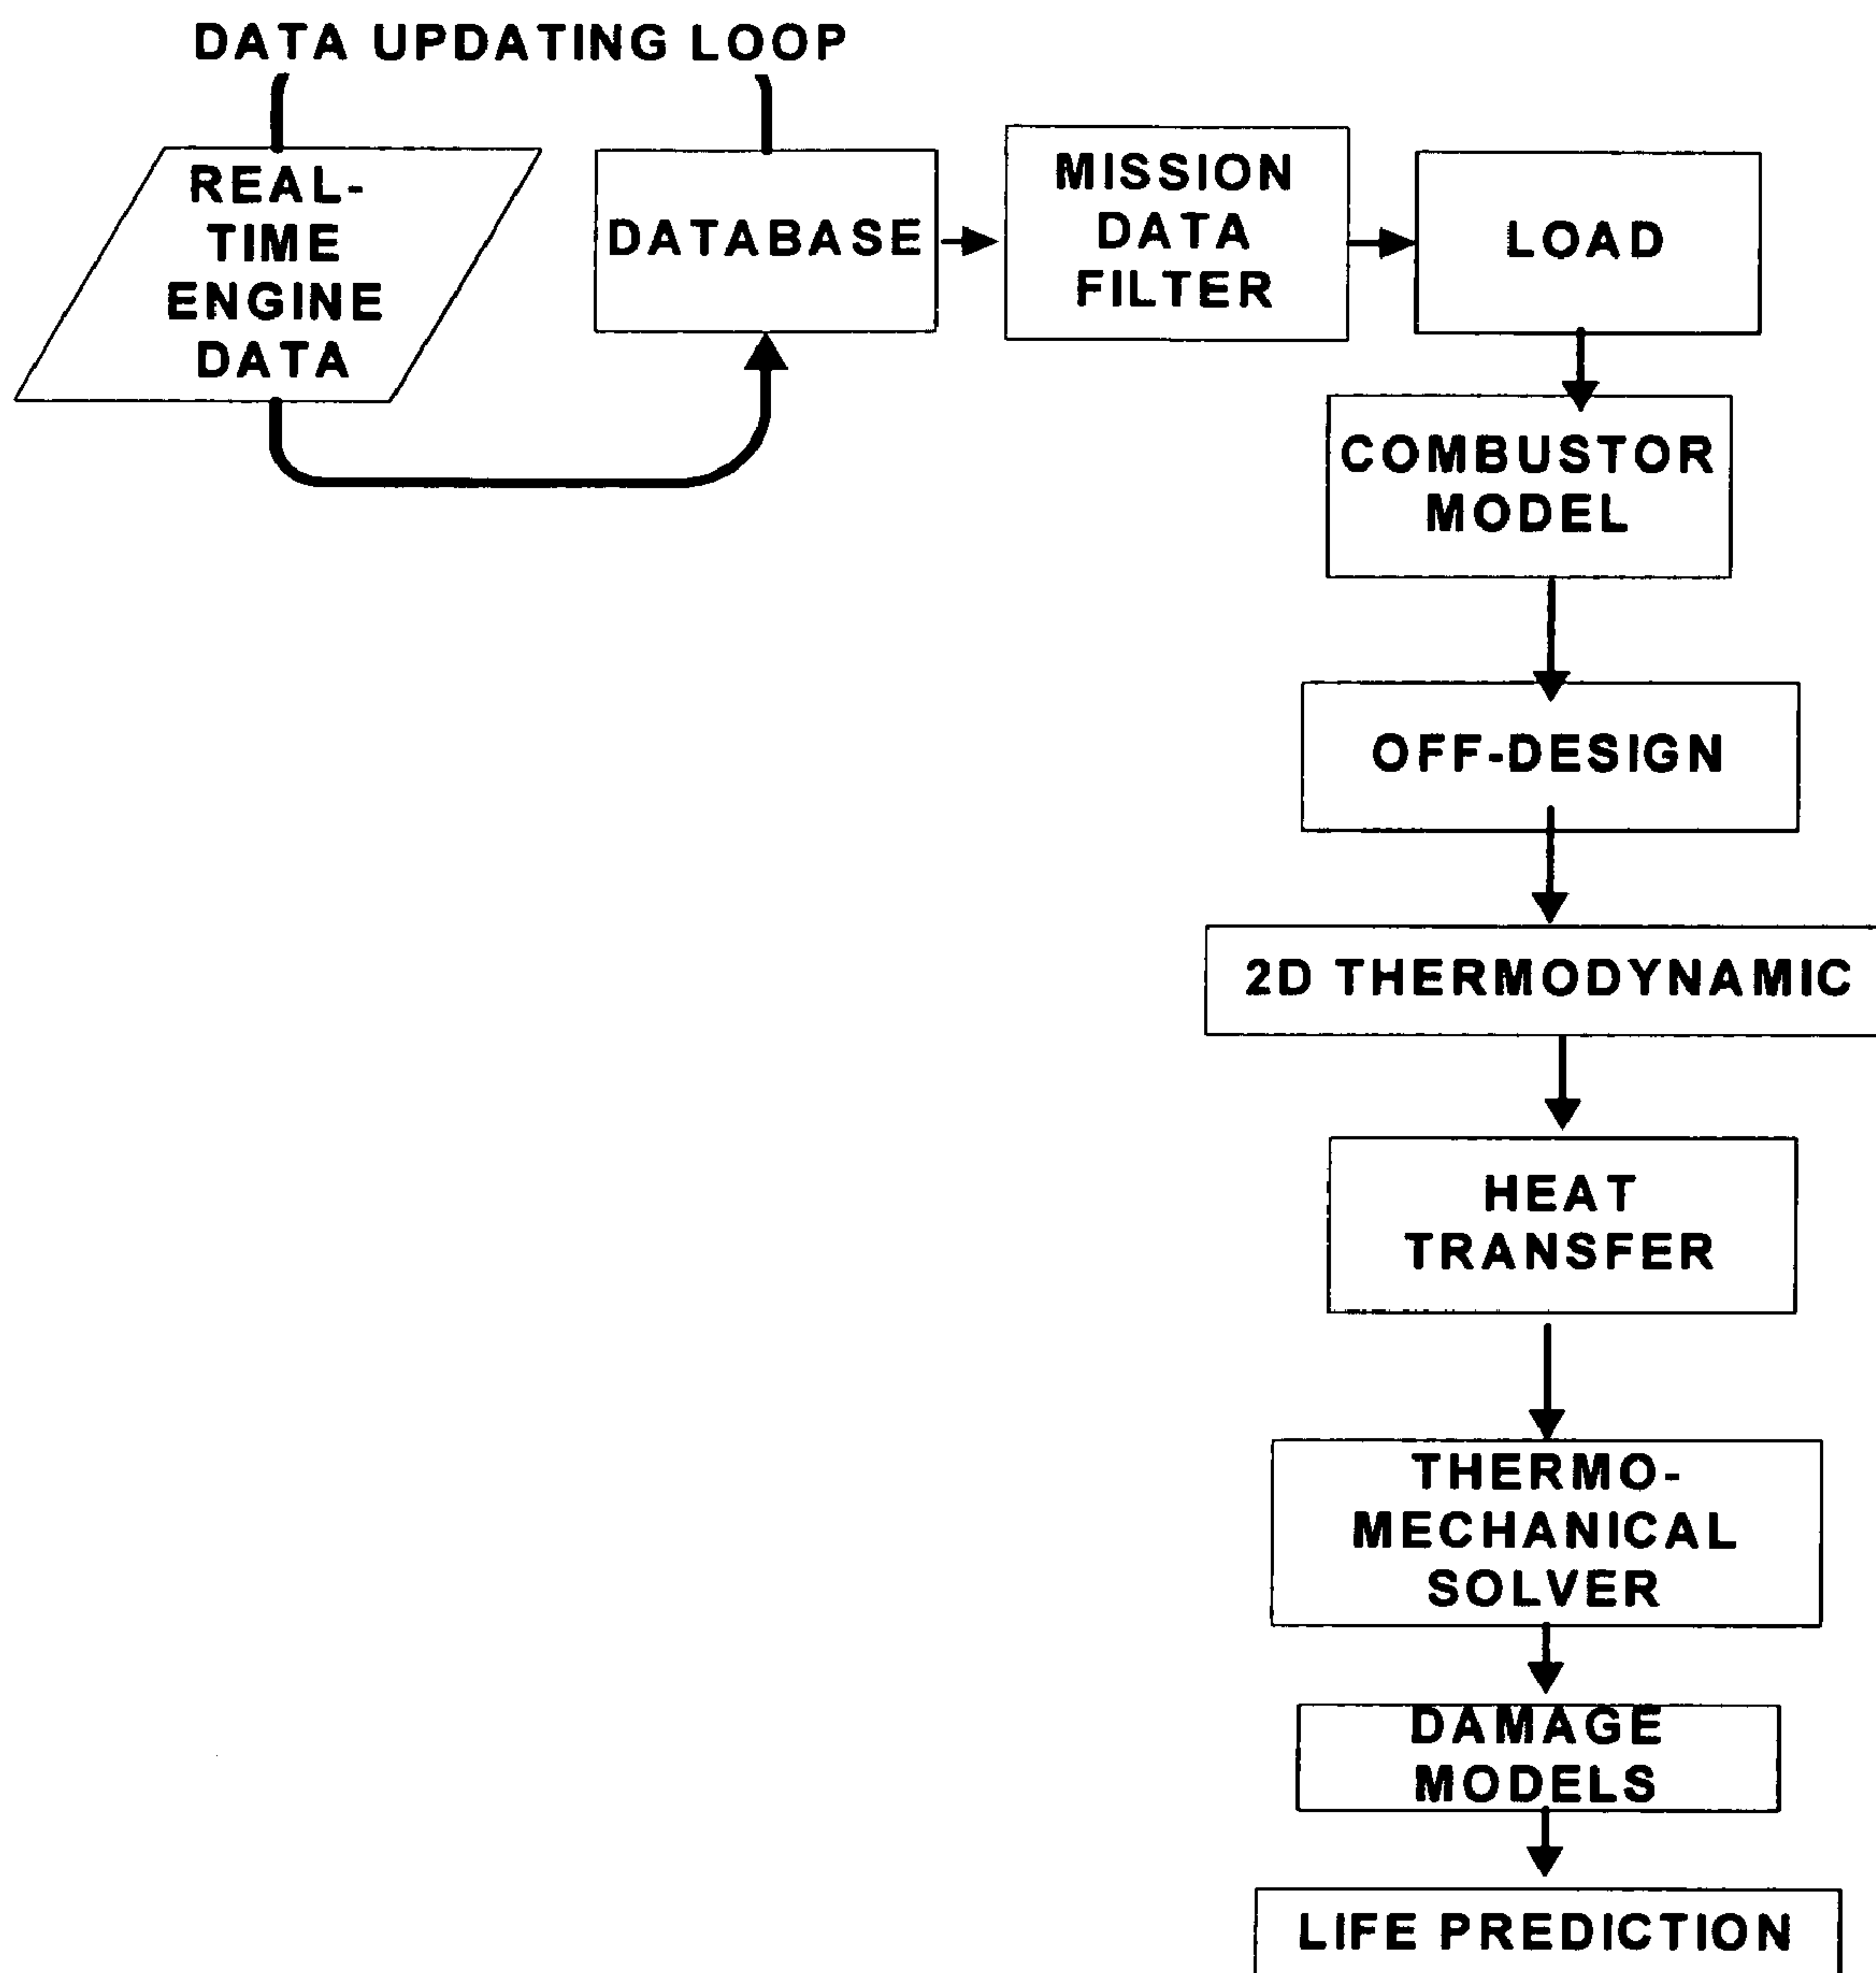 DATA UPDATING LOOP
REAL-
TIME
ENGINE
DATA
DATABASE
MISSION
DATA
FILTER
LOAD
COMBUSTOR
MODEL
OFF-DESIGN
2D THERMODYNAMIC
HEAT
TRANSFER
THERMO-
MECHANICAL
SOLVER
DAMAGE
MODELS
LIFE PREDICTION